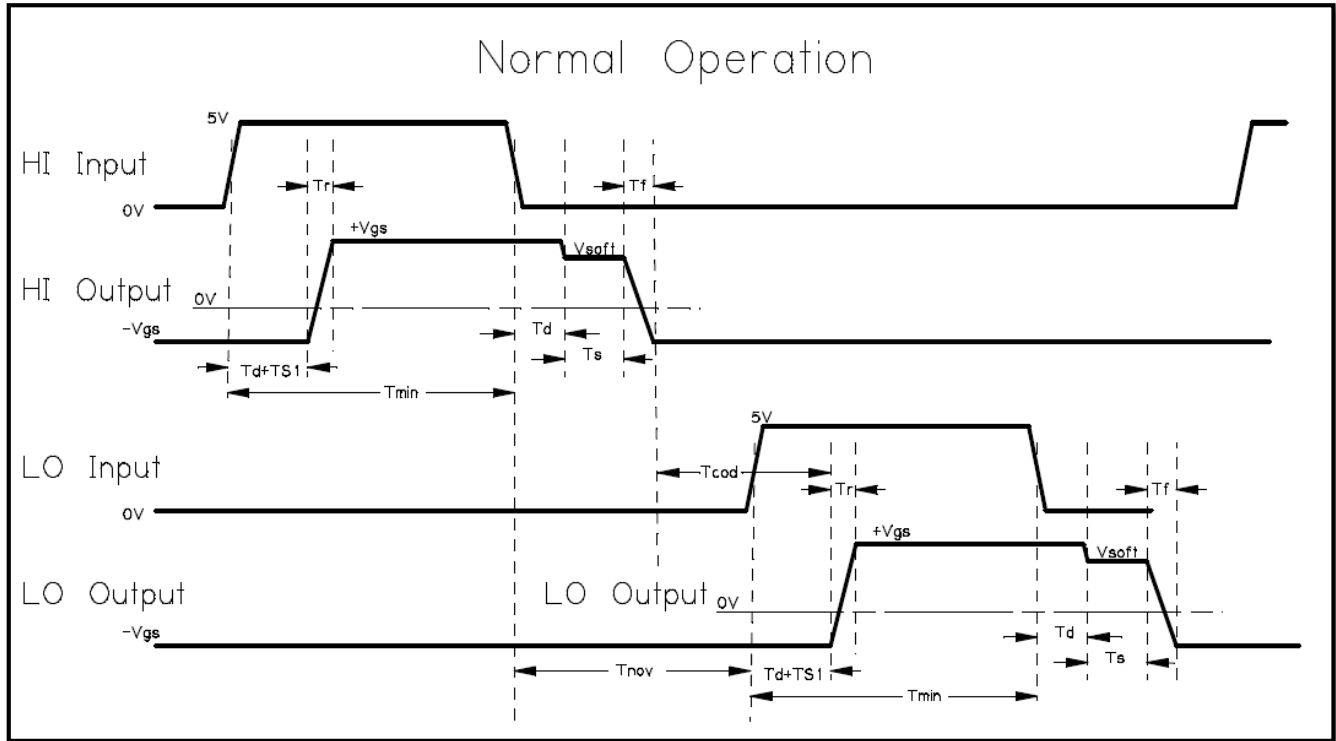 Normal Operation
5V
HI Input
Tr
Tf
0V
+Vgs
Vsoft
HI Output
0V
-Vgs
Td
Ts
Td+TS1
Tmin
5V
LO Input
Tcod
Tr
Tf
0V
+Vgs
Vsoft
LO Output
LO Output
0V
-Vgs
Td
Ts
Tnov
Td+TS1
Tmin